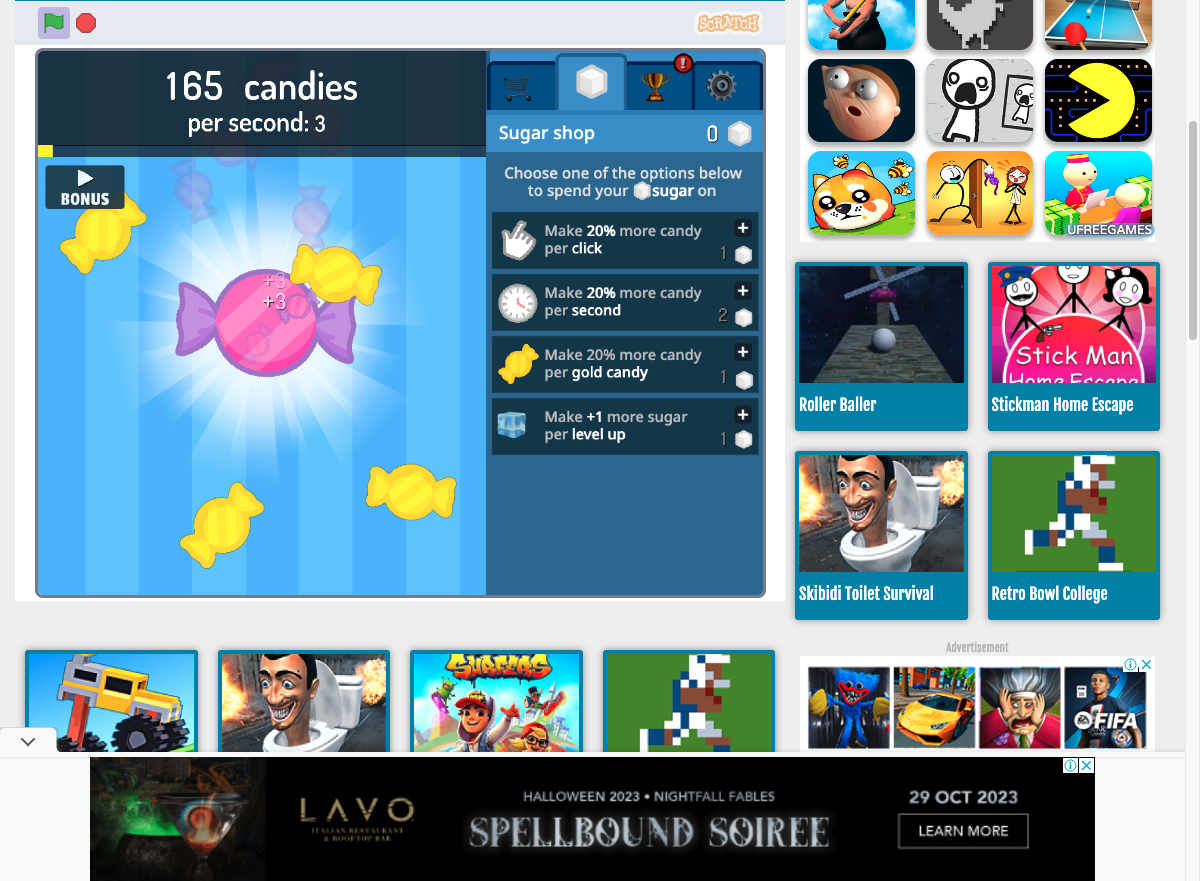 SCRATCH
165 candies
per second: 3
BONUS
+3
+3
!
Sugar shop
0
Choose one of the options below
to spend your sugar on
Make 20% more candy
per click
+
1
Make 20% more candy
per second
+
2
Make 20% more candy
per gold candy
+
1
Make +1 more sugar
per level up
+
1
UFREEGAMES
Roller Baller
Stick Man
Home Escape
Stickman Home Escape
Skibidi Toilet Survival
Retro Bowl College
Advertisement
SUBWAY SURFERS
FIFA
LAVO
ITALIAN RESTAURANT
& ROOFTOP BAR
HALLOWEEN 2023 • NIGHTFALL FABLES
SPELLBOUND SOIREE
29 OCT 2023
LEARN MORE